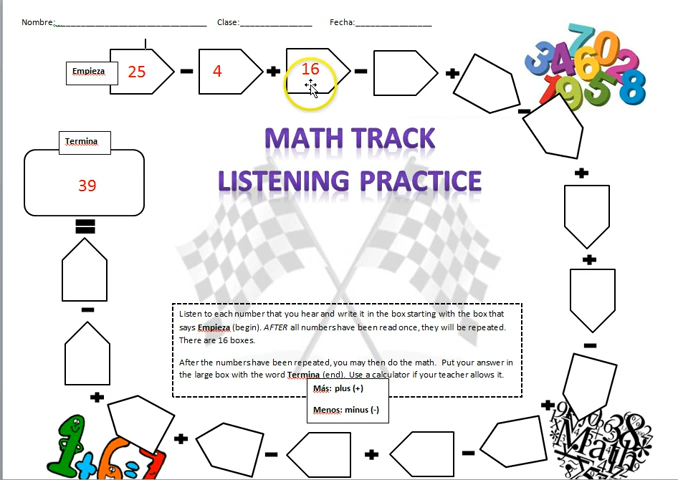 Nombre:__________________________________ Clase:________________ Fecha:_________________
Empieza 25 - 4 + 16 - +
-
Termina
39
MATH TRACK
LISTENING PRACTICE
+
=
+
-
-
Listen to each number that you hear and write it in the box starting with the box that
says Empieza (begin). AFTER all numbers have been read once, they will be repeated.
There are 16 boxes.
After the numbers have been repeated, you may then do the math. Put your answer in
the large box with the word Termina (end). Use a calculator if your teacher allows it.
Más: plus (+)
Menos: minus (-)
+ + - + - +
Math